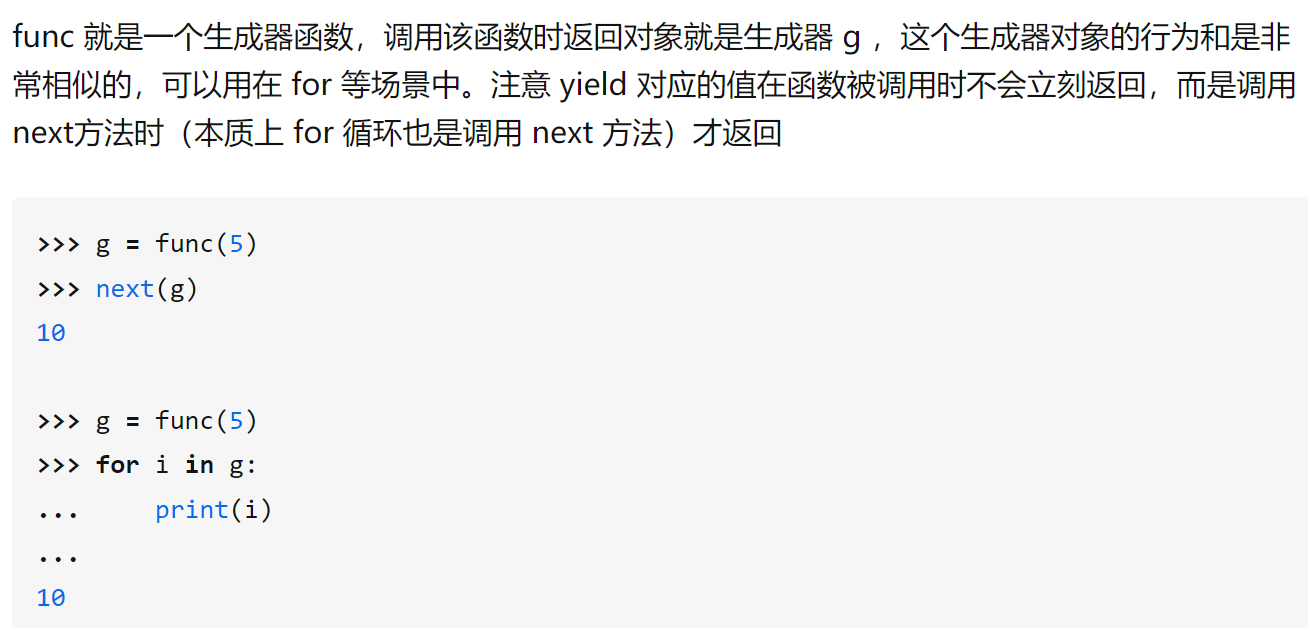 func 就是一个生成器函数，调用该函数时返回对象就是生成器 g ，这个生成器对象的行为和是非
常相似的，可以用在 for 等场景中。注意 yield 对应的值在函数被调用时不会立刻返回，而是调用
next方法时（本质上 for 循环也是调用 next 方法）才返回
>>> g = func(5)
>>> next(g)
10
>>> g = func(5)
>>> for i in g:
...     print(i)
...
10